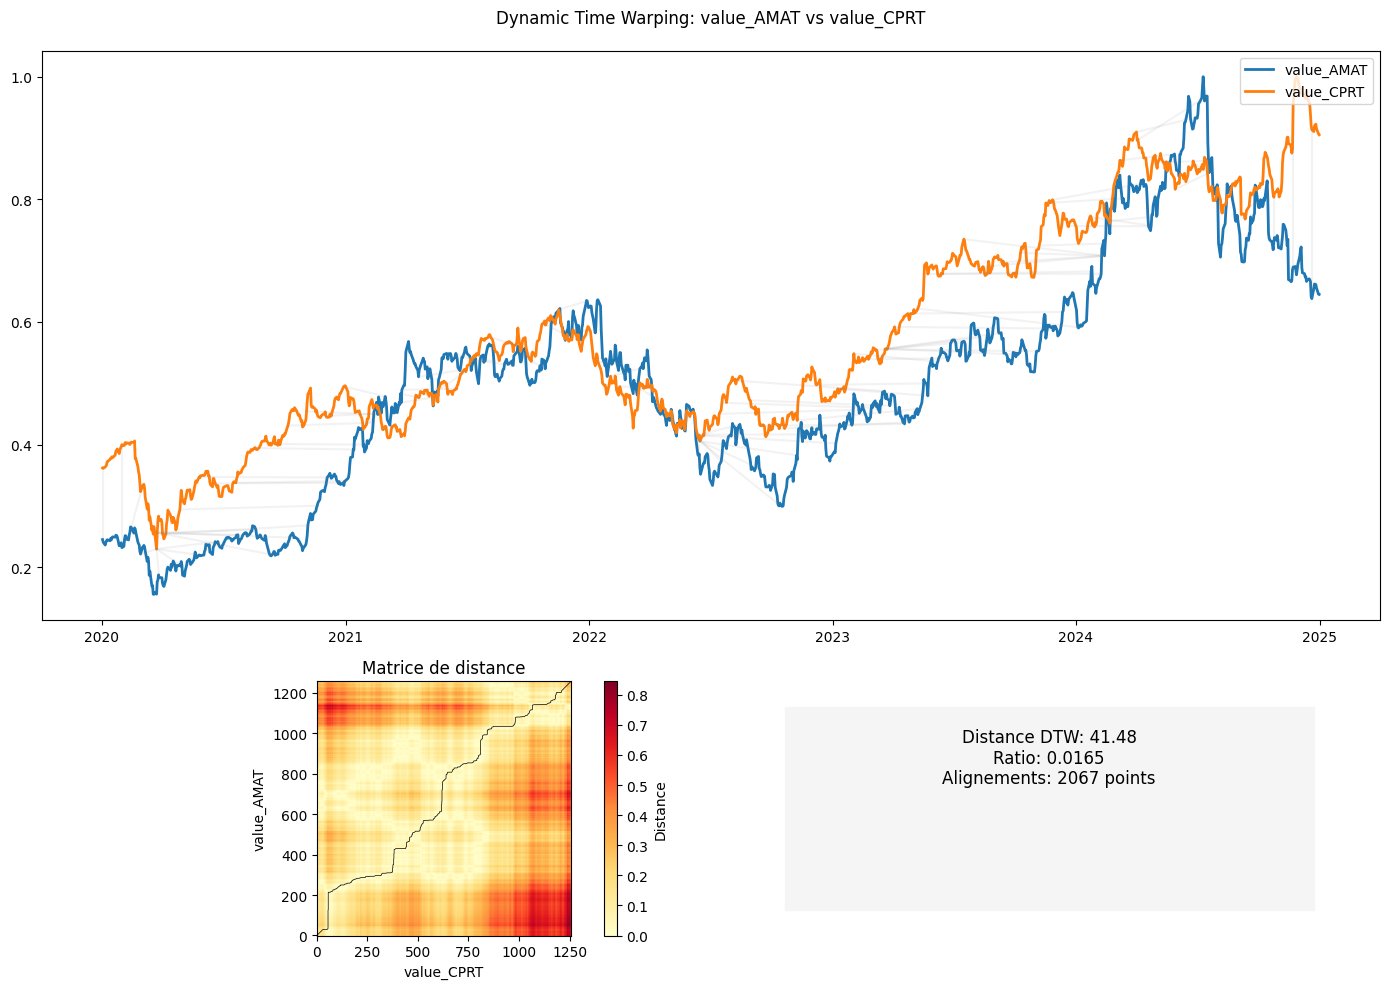 Dynamic Time Warping: value_AMAT vs value_CPRT
value_AMAT
value_CPRT
1.0
0.8
0.6
0.4
0.2
2020 2021 2022 2023 2024 2025
Matrice de distance
value_AMAT
1200
1000
800
600
400
200
0
0 250 500 750 1000 1250
value_CPRT
0.8
0.7
0.6
0.5
0.4
0.3
0.2
0.1
0.0
Distance
Distance DTW: 41.48
Ratio: 0.0165
Alignements: 2067 points